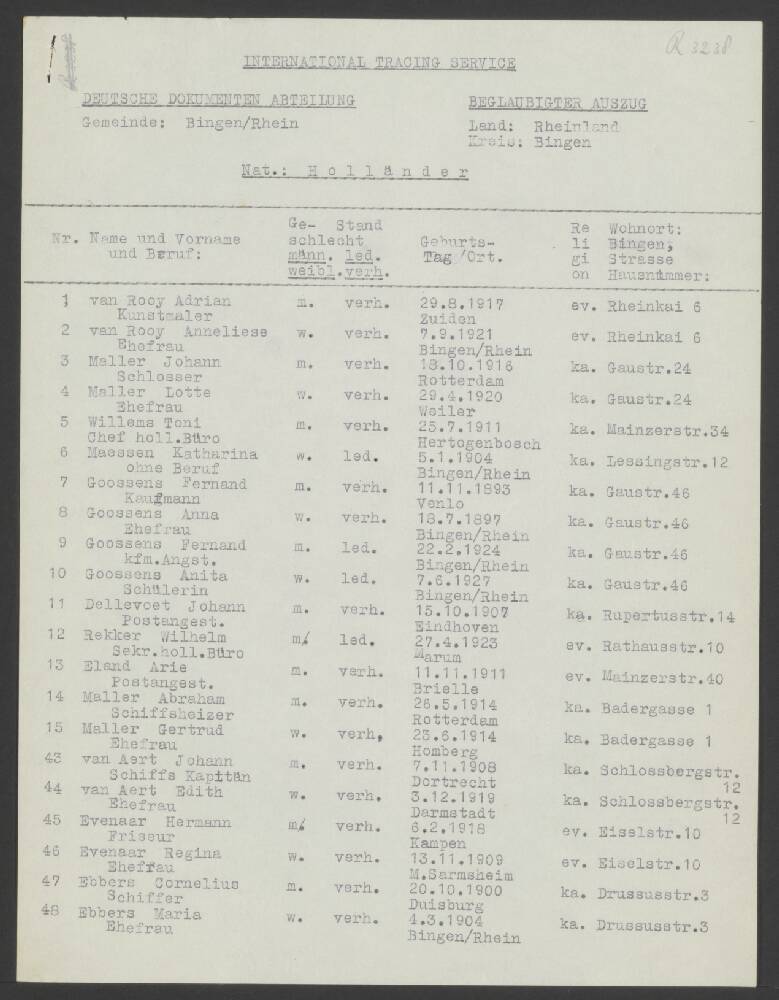 R 3238
INTERNATIONAL TRACING SERVICE
DEUTSCHE DOKUMENTEN ABTEILUNG BEGLAUBIGTER AUSZUG
Gemeinde: Bingen/Rhein Land: Rheinland
Kreis: Bingen
Nat.: H o l l ä n d e r
Ge- Stand Re Wohnort:
Nr. Name und Vorname schlecht Geburts- li Bingen,
und Beruf: männ. led. Tag /Ort. gi Strasse
weibl.verh. on Hausnummer:
1 van Rooy Adrian m. verh. 29.8.1917 ev. Rheinkai 6
Kunstmaler Zuiden
2 van Rooy Anneliese w. verh. 7.9.1921 ev. Rheinkai 6
Ehefrau Bingen/Rhein
3 Maller Johann m. verh. 18.10.1916 ka. Gaustr.24
Schlosser Rotterdam
4 Maller Lotte w. verh. 29.4.1920 ka. Gaustr.24
Ehefrau Weiler
5 Willems Toni m. verh. 25.7.1911 ka. Mainzerstr.34
Chef holl.Büro Hertogenbosch
6 Maessen Katharina w. led. 5.1.1904 ka. Lessingstr.12
ohne Beruf Bingen/Rhein
7 Goossens Fernand m. verh. 11.11.1893 ka. Gaustr.46
Kaufmann Venlo
8 Goossens Anna w. verh. 18.7.1897 ka. Gaustr.46
Ehefrau Bingen/Rhein
9 Goossens Fernand m. led. 22.2.1924 ka. Gaustr.46
kfm.Angst. Bingen/Rhein
10 Goossens Anita w. led. 7.6.1927 ka. Gaustr.46
Schülerin Bingen/Rhein
11 Dellevoet Johann m. verh. 15.10.1907 ka. Rupertusstr.14
Postangest. Eindhoven
12 Rekker Wilhelm m. led. 27.4.1923 ev. Rathausstr.10
Sekr.holl.Büro Marum
13 Eland Arie m. verh. 11.11.1911 ev. Mainzerstr.40
Postangest. Brielle
14 Maller Abraham m. verh. 26.5.1914 ka. Badergasse 1
Schiffsheizer Rotterdam
15 Maller Gertrud w. verh, 23.6.1914 ka. Badergasse 1
Ehefrau Homberg
43 van Aert Johann m. verh. 7.11.1908 ka. Schlossbergstr.
Schiffs Kapitän Dortrecht 12
44 van Aert Edith w. verh. 3.12.1919 ka. Schlossbergstr.
Ehefrau Darmstadt 12
45 Evenaar Hermann m. verh. 6.2.1918 ev. Eiselstr.10
Friseur Kampen
46 Evenaar Regina w. verh. 13.11.1909 ev. Eiselstr.10
Ehefrau M.Sarmsheim
47 Ebbers Cornelius m. verh. 20.10.1900 ka. Drususstr.3
Schiffer Duisburg
48 Ebbers Maria w. verh. 4.3.1904 ka. Drususstr.3
Ehefrau Bingen/Rhein